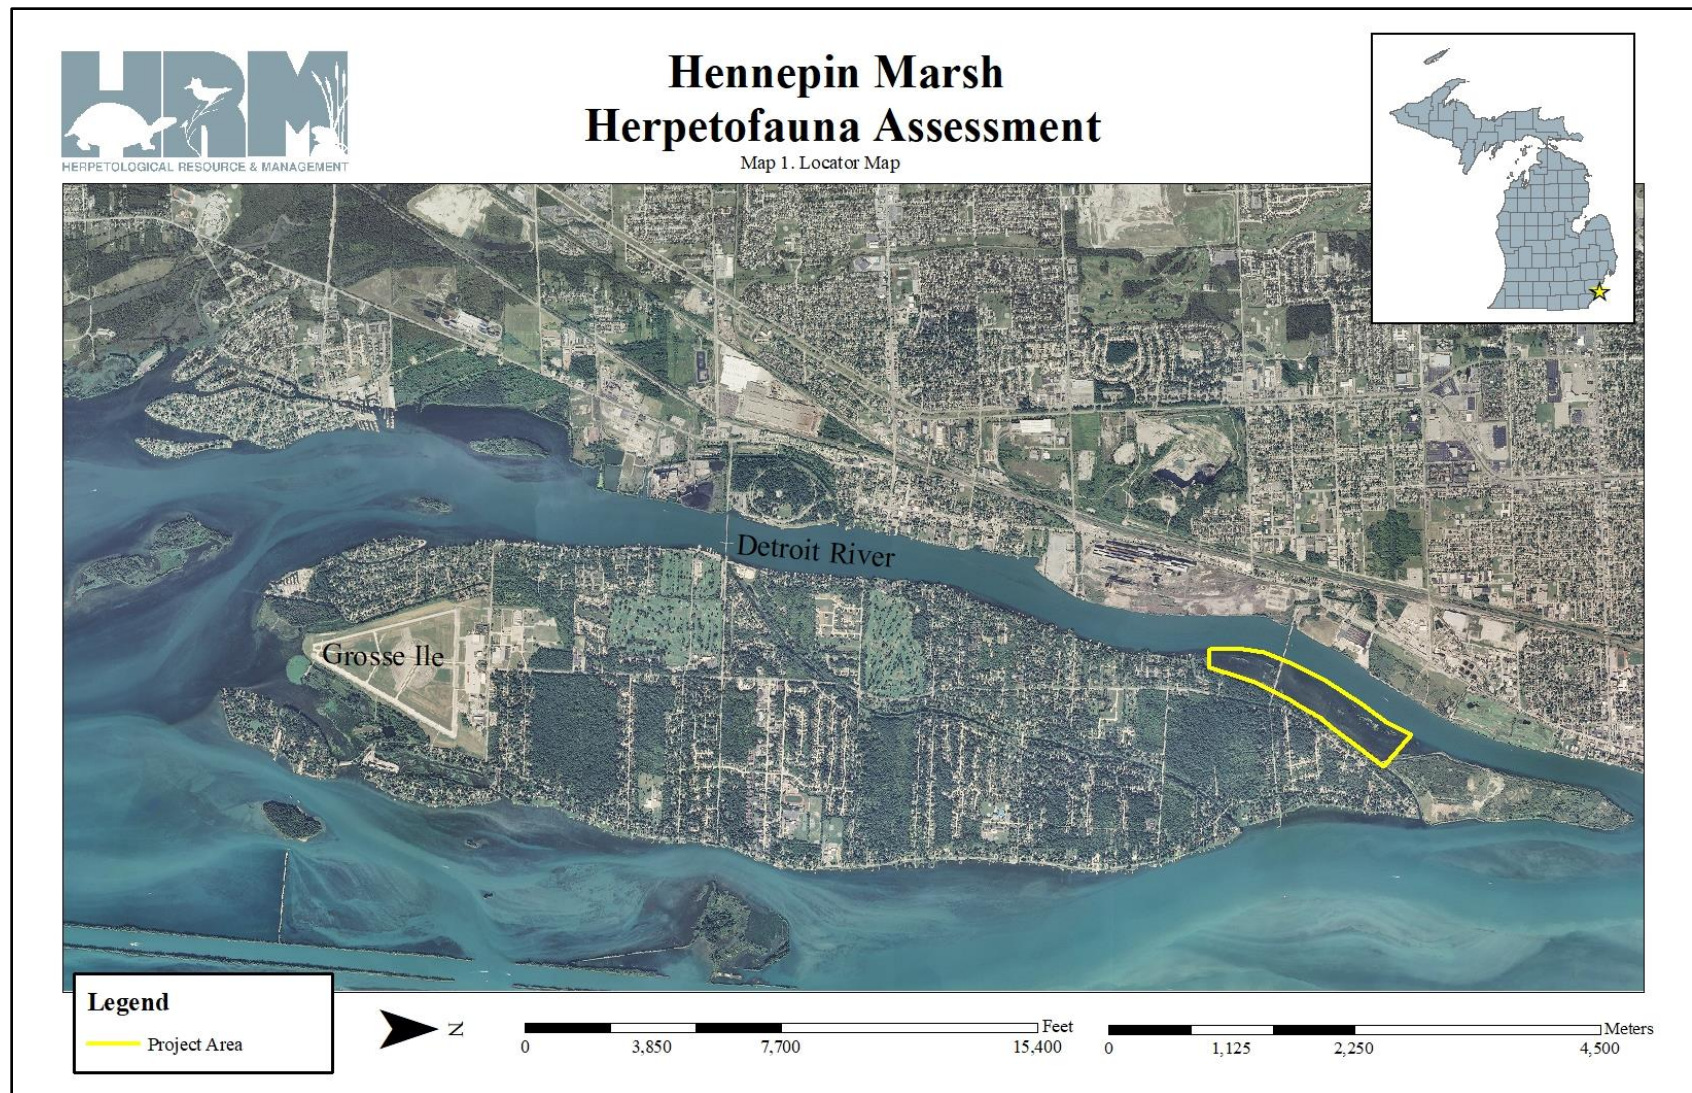 HRM
HERPETOLOGICAL RESOURCE & MANAGEMENT
Hennepin Marsh
Herpetofauna Assessment
Map 1. Locator Map
Detroit River
Grosse Ile
Legend
Project Area
N
Feet
0 3,850 7,700 15,400
Meters
0 1,125 2,250 4,500